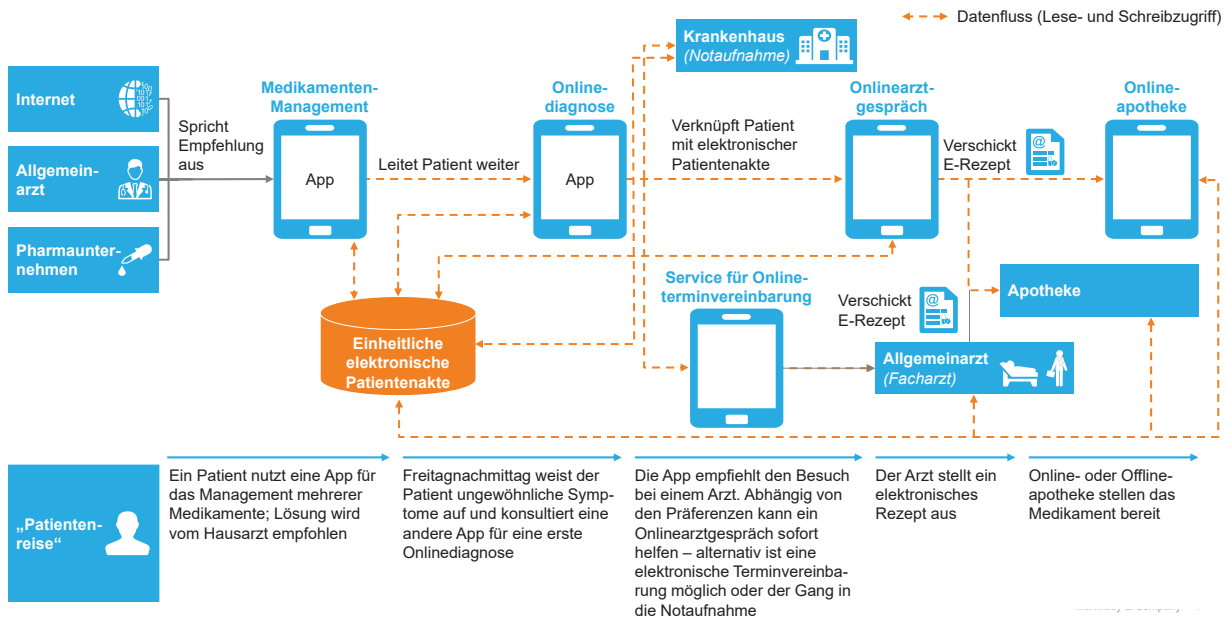 Datenfluss (Lese- und Schreibzugriff)
Krankenhaus
(Notaufnahme)
Internet
Allgemein-
arzt
Pharmaunter-
nehmen
Spricht
Empfehlung
aus
Medikamenten-
Management
App
Leitet Patient weiter
Online-
diagnose
App
Verknüpft Patient
mit elektronischer
Patientenakte
Onlinearzt-
gespräch
Verschickt
E-Rezept
@
Online-
apotheke
Einheitliche
elektronische
Patientenakte
Service für Online-
terminvereinbarung
Verschickt
E-Rezept
@
Allgemeinarzt
(Facharzt)
Apotheke
„Patienten-
reise“
Ein Patient nutzt eine App für
das Management mehrerer
Medikamente; Lösung wird
vom Hausarzt empfohlen
Freitagnachmittag weist der
Patient ungewöhnliche Symp-
tome auf und konsultiert eine
andere App für eine erste
Onlinediagnose
Die App empfiehlt den Besuch
bei einem Arzt. Abhängig von
den Präferenzen kann ein
Onlinearztgespräch sofort
helfen – alternativ ist eine
elektronische Terminvereinba-
rung möglich oder der Gang in
die Notaufnahme
Der Arzt stellt ein
elektronisches
Rezept aus
Online- oder Offline-
apotheke stellen das
Medikament bereit